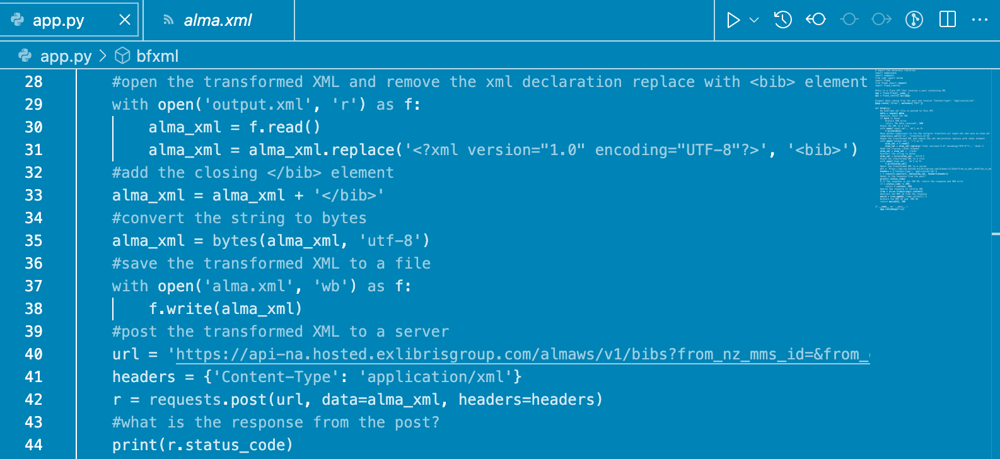 app.py
alma.xml
app.py > bfxml
28 #open the transformed XML and remove the xml declaration replace with <bib> element
29 with open('output.xml', 'r') as f:
30 alma_xml = f.read()
31 alma_xml = alma_xml.replace('<?xml version="1.0" encoding="UTF-8"?>', '<bib>')
32 #add the closing </bib> element
33 alma_xml = alma_xml + '</bib>'
34 #convert the string to bytes
35 alma_xml = bytes(alma_xml, 'utf-8')
36 #save the transformed XML to a file
37 with open('alma.xml', 'wb') as f:
38 f.write(alma_xml)
39 #post the transformed XML to a server
40 url = 'https://api-na.hosted.exlibrisgroup.com/almaws/v1/bibs?from_nz_mms_id=&from_
41 headers = {'Content-Type': 'application/xml'}
42 r = requests.post(url, data=alma_xml, headers=headers)
43 #what is the response from the post?
44 print(r.status_code)